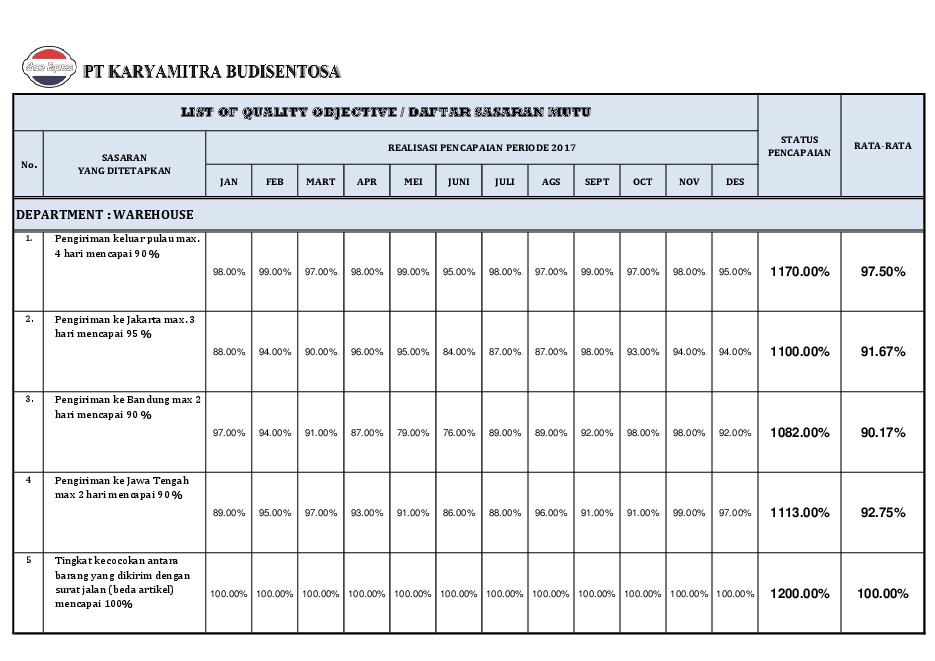 Star Express
PT KARYAMITRA BUDISENTOSA
LIST OF QUALITY OBJECTIVE / DAFTAR SASARAN MUTU
STATUS PENCAPAIAN
RATA-RATA
No.
SASARAN
YANG DITETAPKAN
REALISASI PENCAPAIAN PERIODE 2017
JAN FEB MART APR MEI JUNI JULI AGS SEPT OCT NOV DES
DEPARTMENT : WAREHOUSE
1. Pengiriman keluar pulau max.
4 hari mencapai 90%
98.00% 99.00% 97.00% 98.00% 99.00% 95.00% 98.00% 97.00% 99.00% 97.00% 98.00% 95.00% 1170.00% 97.50%
2. Pengiriman ke Jakarta max. 3
hari mencapai 95 %
88.00% 94.00% 90.00% 96.00% 95.00% 84.00% 87.00% 87.00% 98.00% 93.00% 94.00% 94.00% 1100.00% 91.67%
3. Pengiriman ke Bandung max 2
hari mencapai 90 %
97.00% 94.00% 91.00% 87.00% 79.00% 76.00% 89.00% 89.00% 92.00% 98.00% 98.00% 92.00% 1082.00% 90.17%
4 Pengiriman ke Jawa Tengah
max 2 hari mencapai 90%
89.00% 95.00% 97.00% 93.00% 91.00% 86.00% 88.00% 96.00% 91.00% 91.00% 99.00% 97.00% 1113.00% 92.75%
5 Tingkat kecocokan antara
barang yang dikirim dengan
surat jalan (beda artikel)
mencapai 100%
100.00% 100.00% 100.00% 100.00% 100.00% 100.00% 100.00% 100.00% 100.00% 100.00% 100.00% 100.00% 1200.00% 100.00%